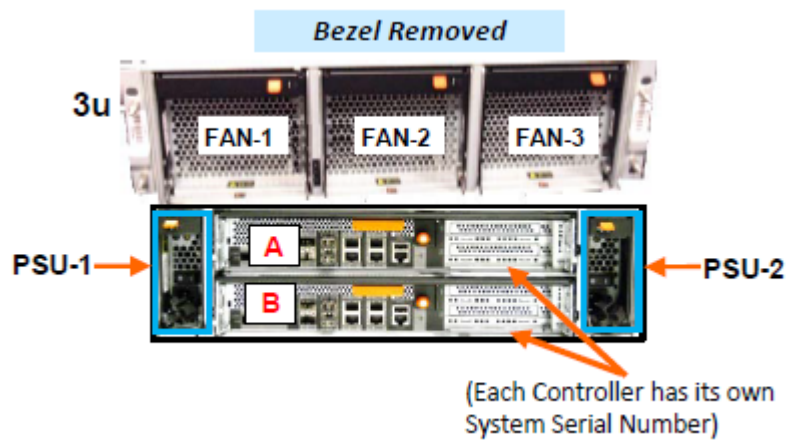 Bezel Removed
3u
FAN-1
FAN-2
FAN-3
PSU-1
A
PSU-2
B
(Each Controller has its own
System Serial Number)